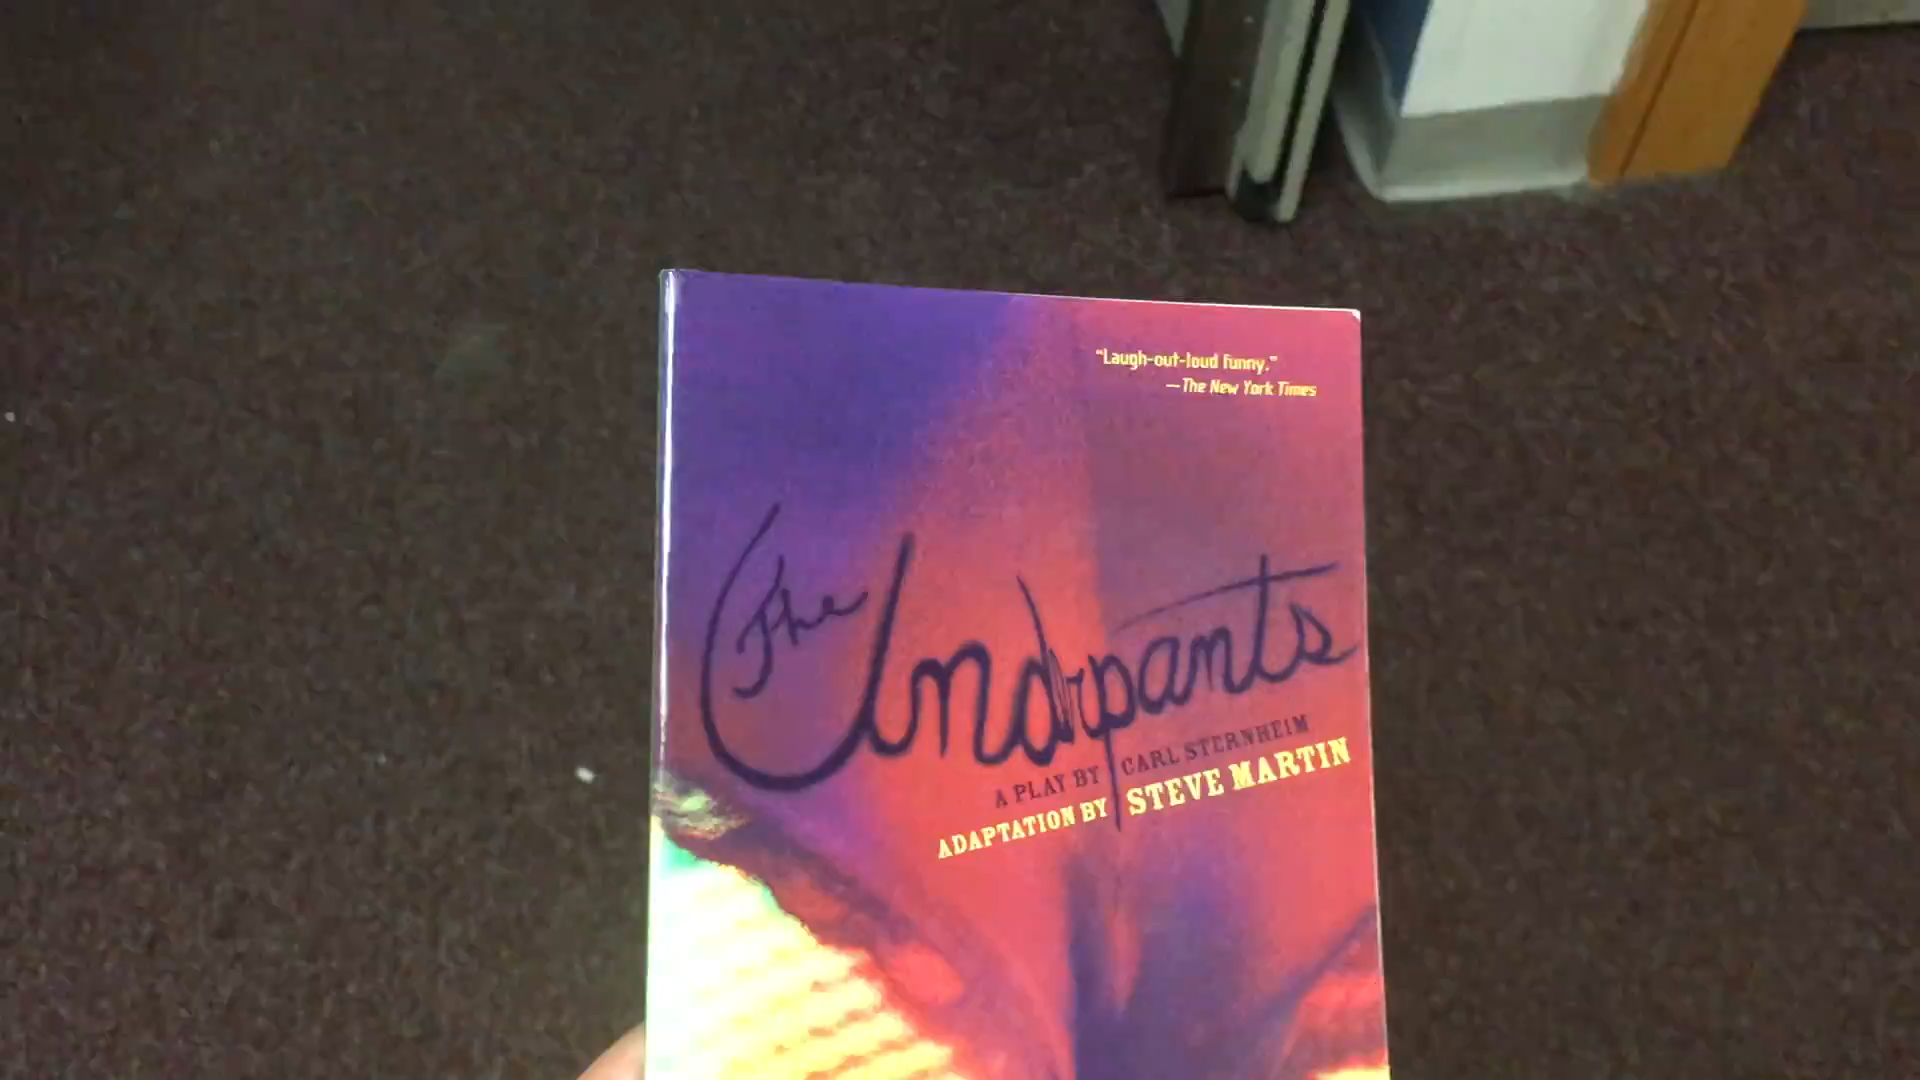 "Laugh-out-loud funny."
—The New York Times
The
Underpants
A PLAY BY CARL STERNHEIM
ADAPTATION BY STEVE MARTIN